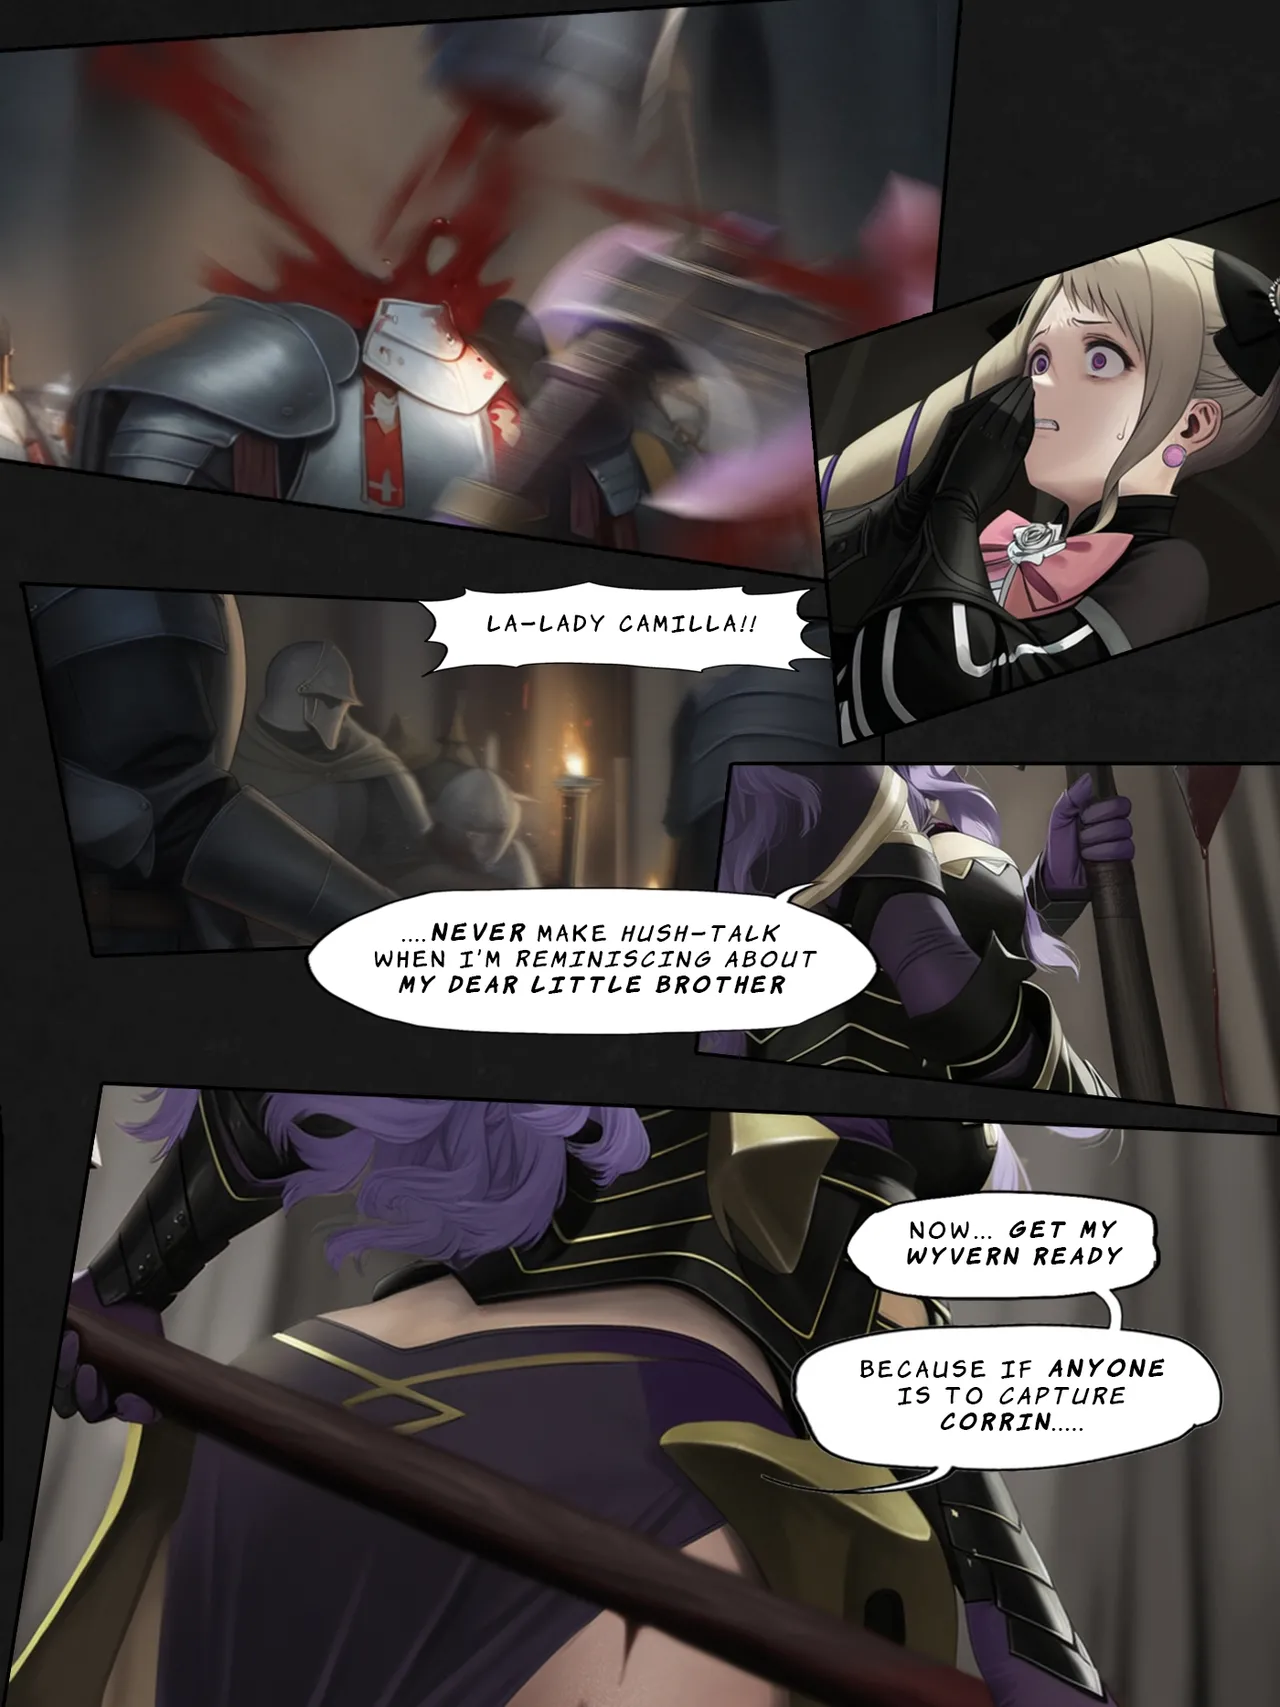 LA-LADY CAMILLA!!
....NEVER MAKE HUSH-TALK
WHEN I'M REMINISCING ABOUT
MY DEAR LITTLE BROTHER
NOW... GET MY
WYVERN READY
BECAUSE IF ANYONE
IS TO CAPTURE
CORRIN.....